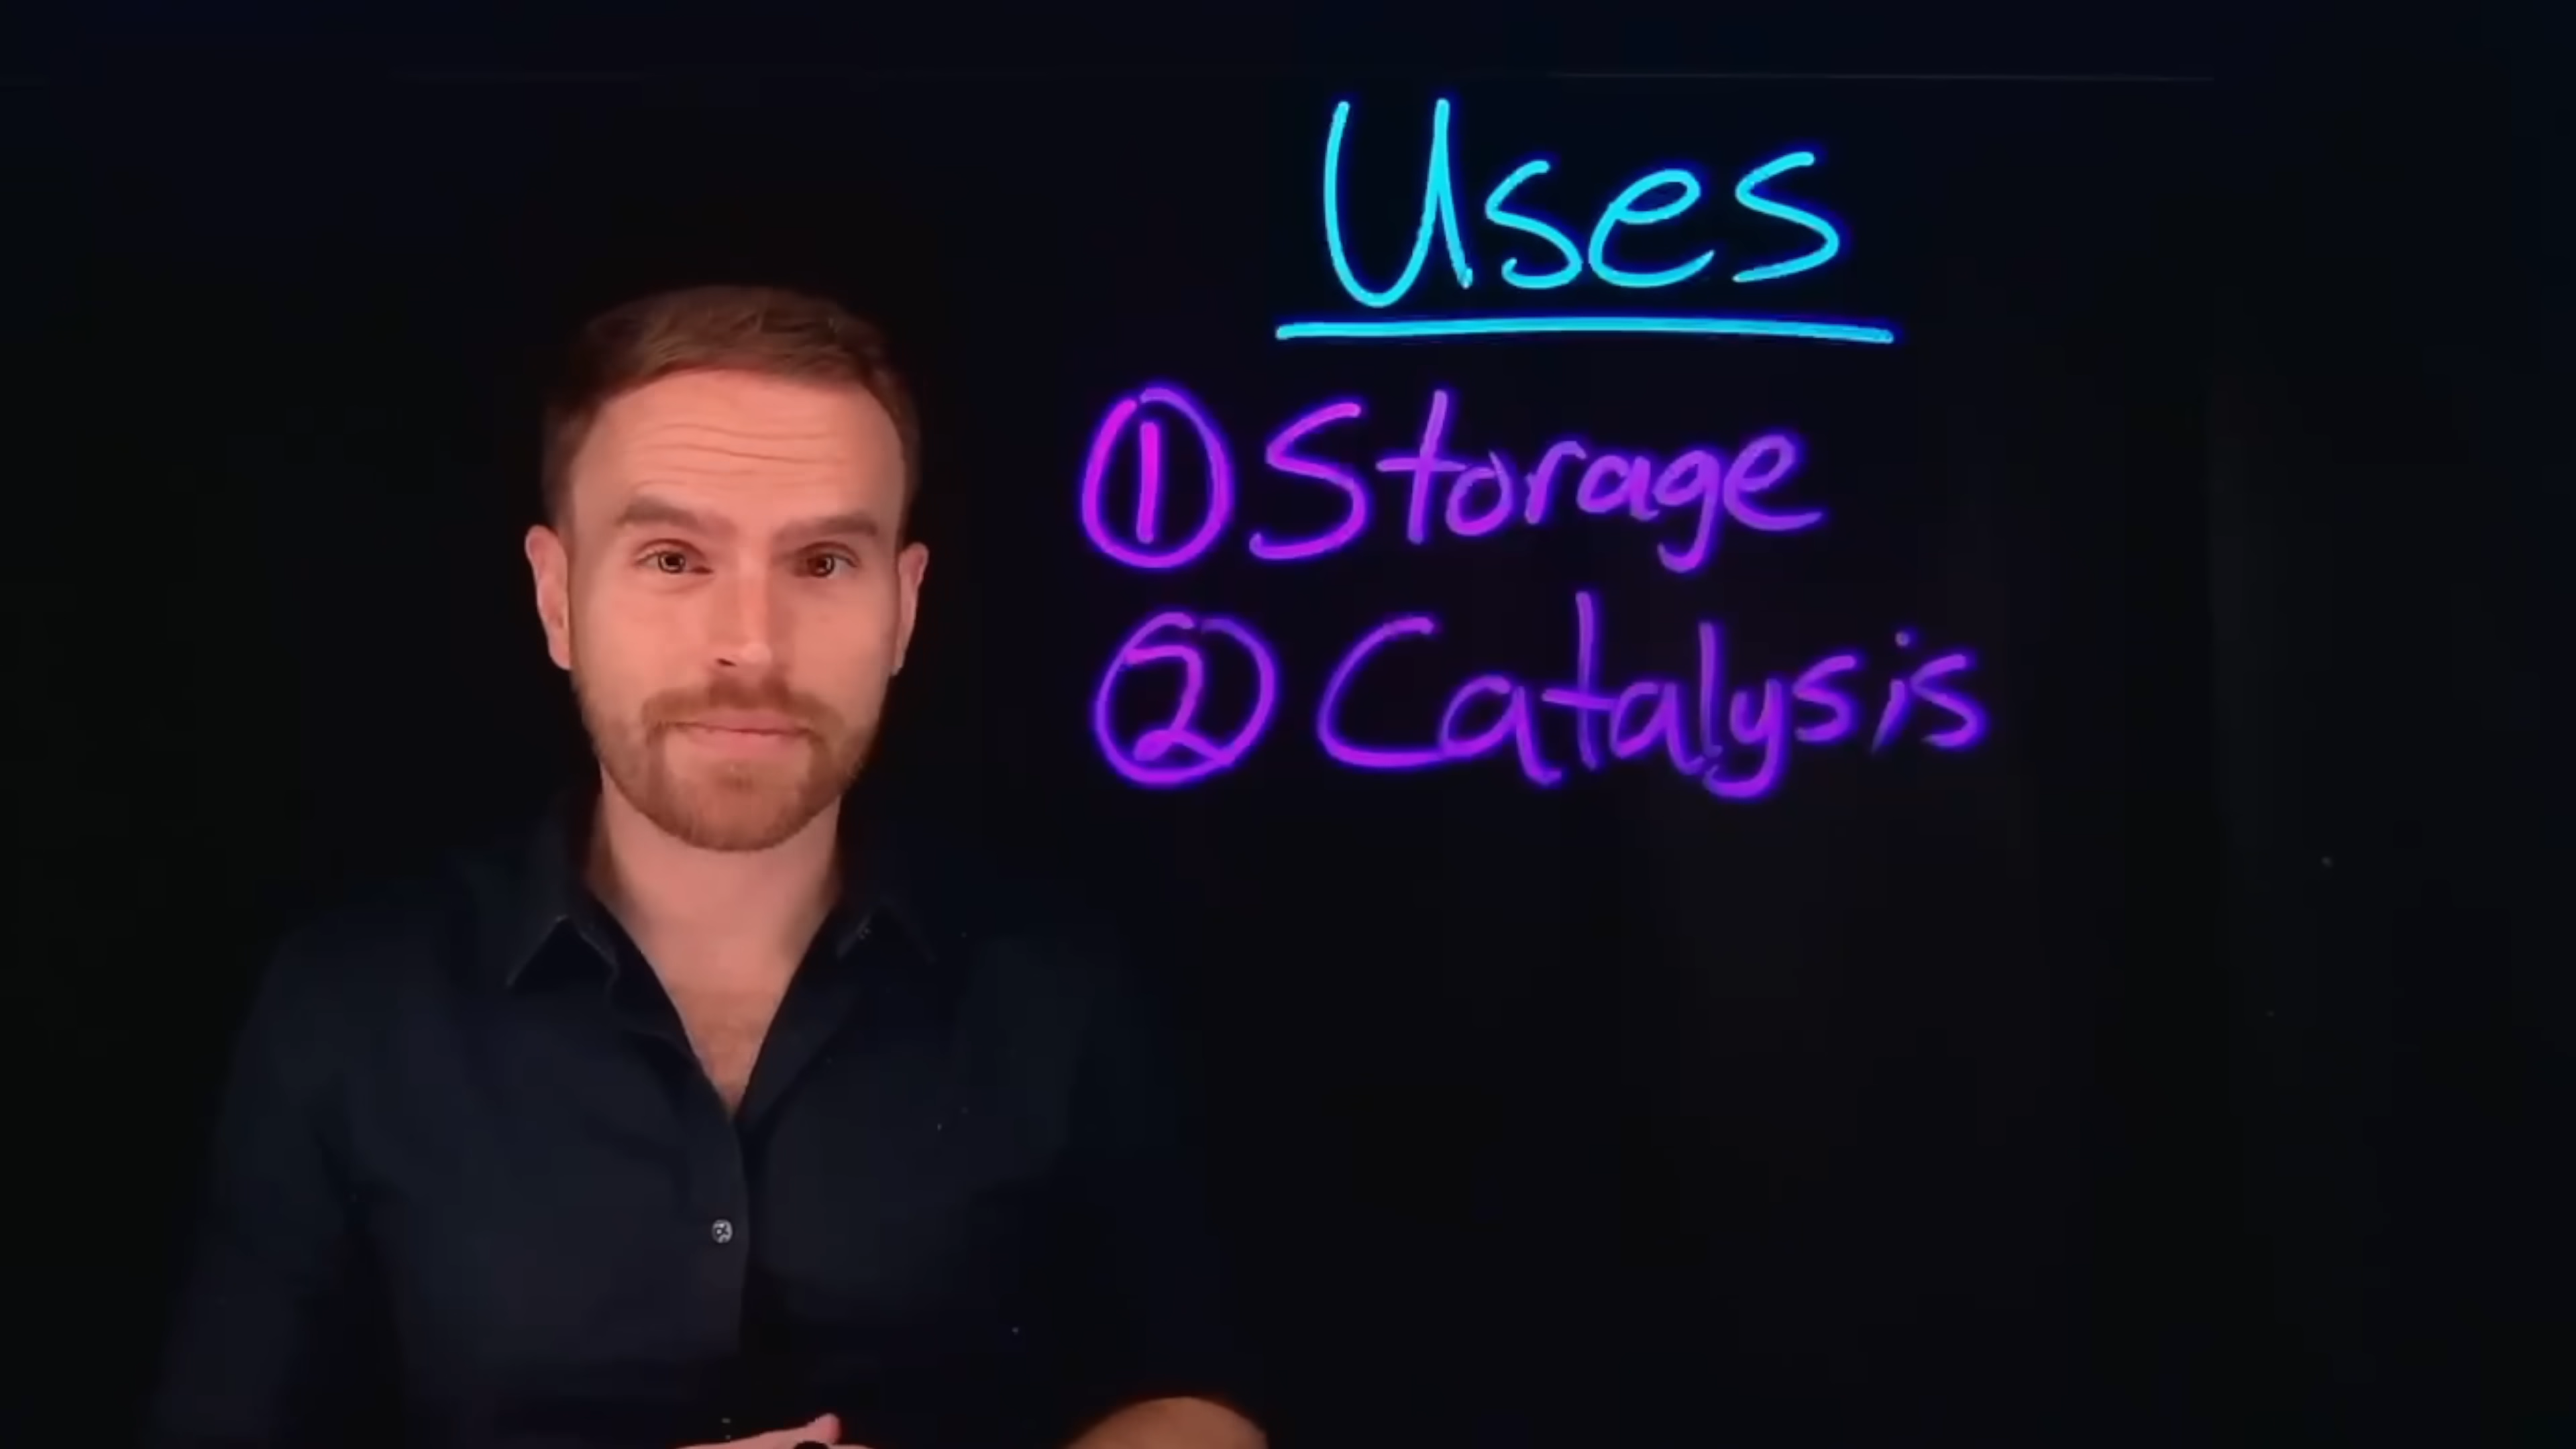 Uses
① Storage
② Catalysis